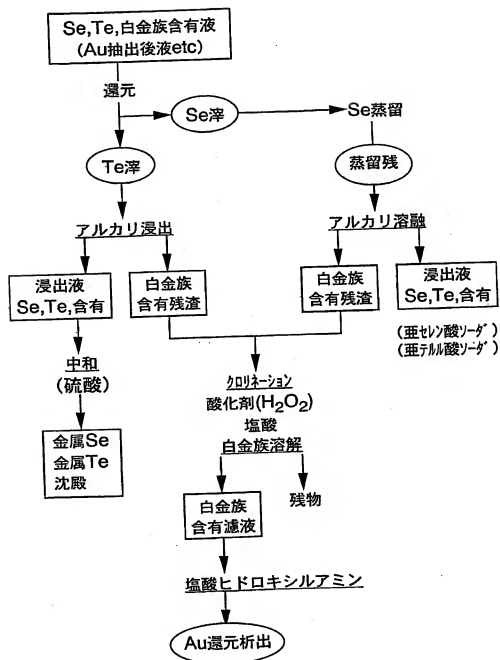 Se,Te,白金族含有液
(Au抽出後液etc)
還元
Se滓
Se蒸留
Te滓
蒸留残
アルカリ浸出
アルカリ溶融
浸出液
Se,Te,含有
白金族
含有残渣
白金族
含有残渣
浸出液
Se,Te,含有
(亜セレン酸ソーダ)
(亜テルル酸ソーダ)
中和
(硫酸)
クロリネーション
酸化剤(H₂O₂)
塩酸
白金族溶解
金属Se
金属Te
沈殿
白金族
含有濾液
残物
塩酸ヒドロキシルアミン
Au還元析出